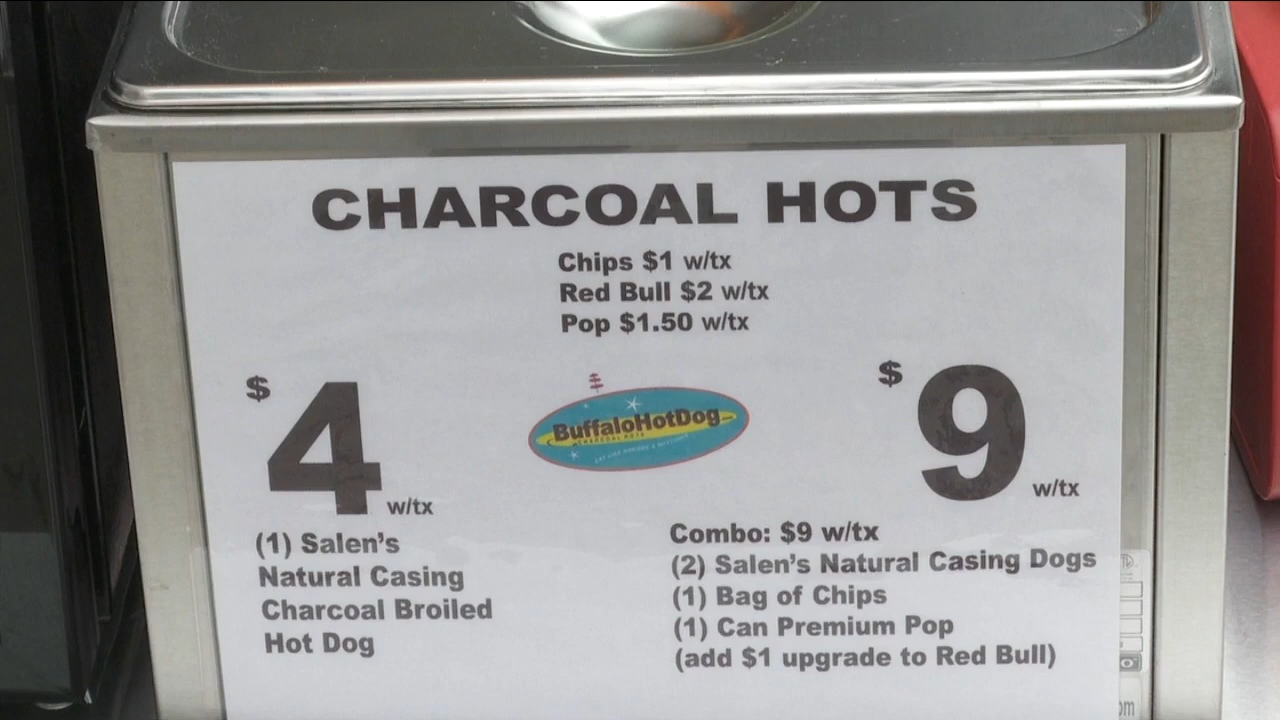 CHARCOAL HOTS
Chips $1 w/tx
Red Bull $2 w/tx
Pop $1.50 w/tx
$4 w/tx
(1) Salen's
Natural Casing
Charcoal Broiled
Hot Dog
BuffaloHotDog
CHARCOAL HOTS
$9 w/tx
Combo: $9 w/tx
(2) Salen's Natural Casing Dogs
(1) Bag of Chips
(1) Can Premium Pop
(add $1 upgrade to Red Bull)